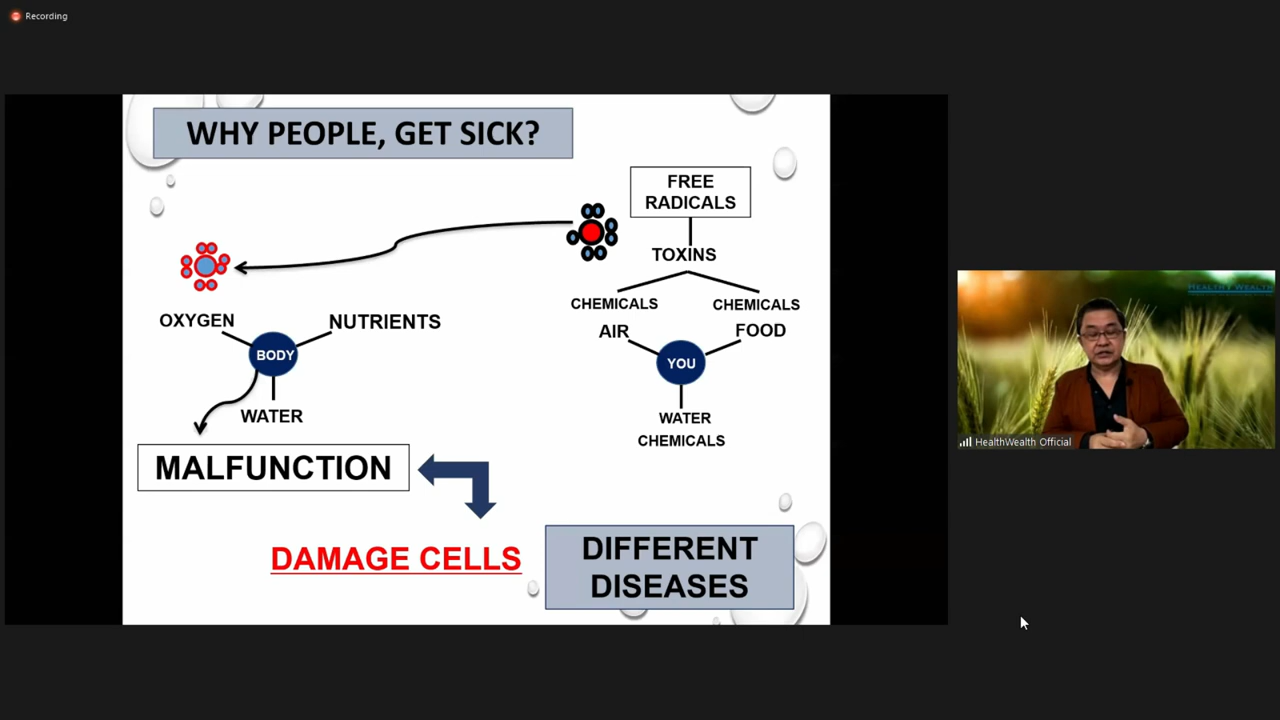 Recording
WHY PEOPLE, GET SICK?
FREE
RADICALS
TOXINS
CHEMICALS
CHEMICALS
AIR
FOOD
YOU
WATER
CHEMICALS
OXYGEN
NUTRIENTS
BODY
WATER
MALFUNCTION
DAMAGE CELLS
DIFFERENT
DISEASES
HEALTHWEALTH
HealthWealth Official